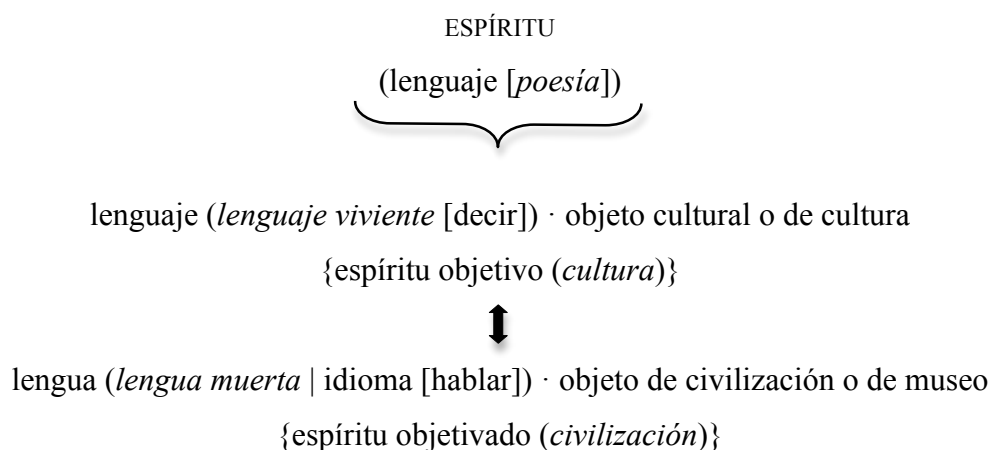 ESPÍRITU
(lenguaje [poesía])
lenguaje (lenguaje viviente [decir]) · objeto cultural o de cultura
{espíritu objetivo (cultura)}
lengua (lengua muerta | idioma [hablar]) · objeto de civilización o de museo
{espíritu objetivado (civilización)}